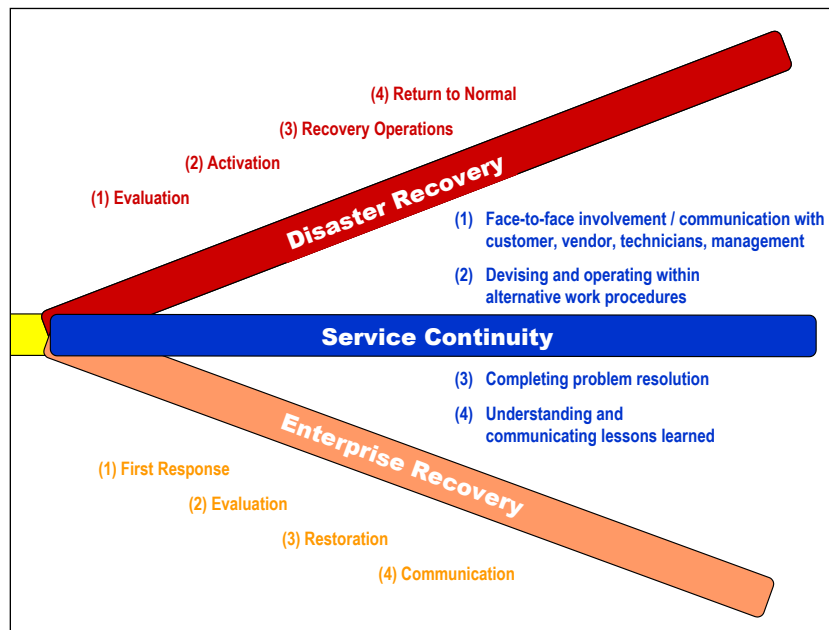 (4) Return to Normal
(3) Recovery Operations
(2) Activation
(1) Evaluation
Disaster Recovery
(1) Face-to-face involvement / communication with
customer, vendor, technicians, management
(2) Devising and operating within
alternative work procedures
Service Continuity
(3) Completing problem resolution
(4) Understanding and
communicating lessons learned
Enterprise Recovery
(1) First Response
(2) Evaluation
(3) Restoration
(4) Communication